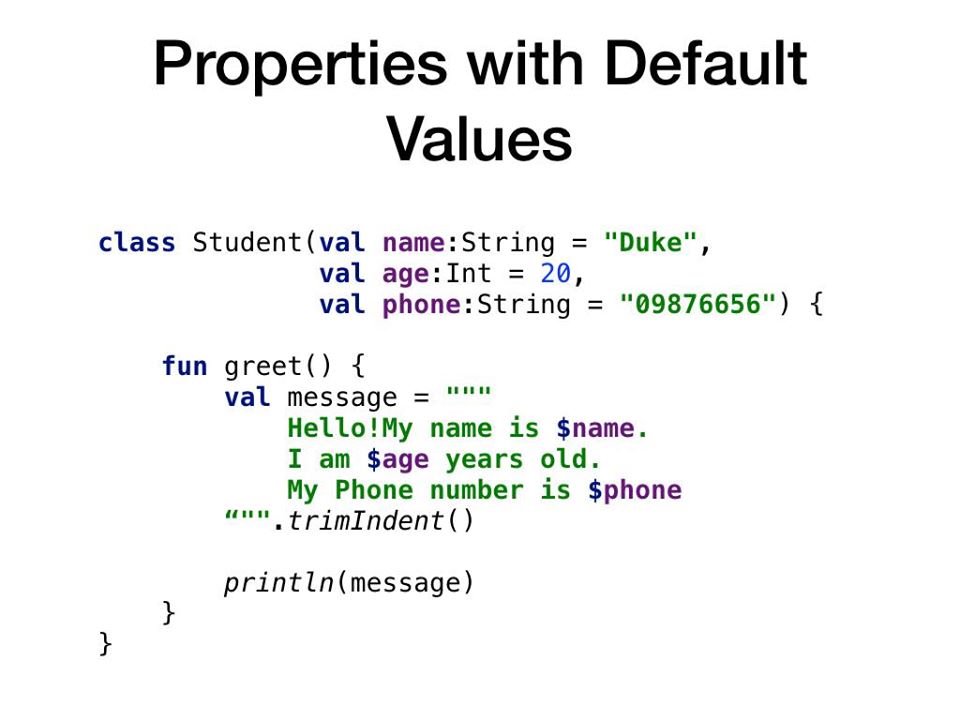 Properties with Default
Values
class Student(val name:String = "Duke",
              val age:Int = 20,
              val phone:String = "09876656") {
    fun greet() {
        val message = """
            Hello!My name is $name.
            I am $age years old.
            My Phone number is $phone
        “"".trimIndent()
        println(message)
    }
}